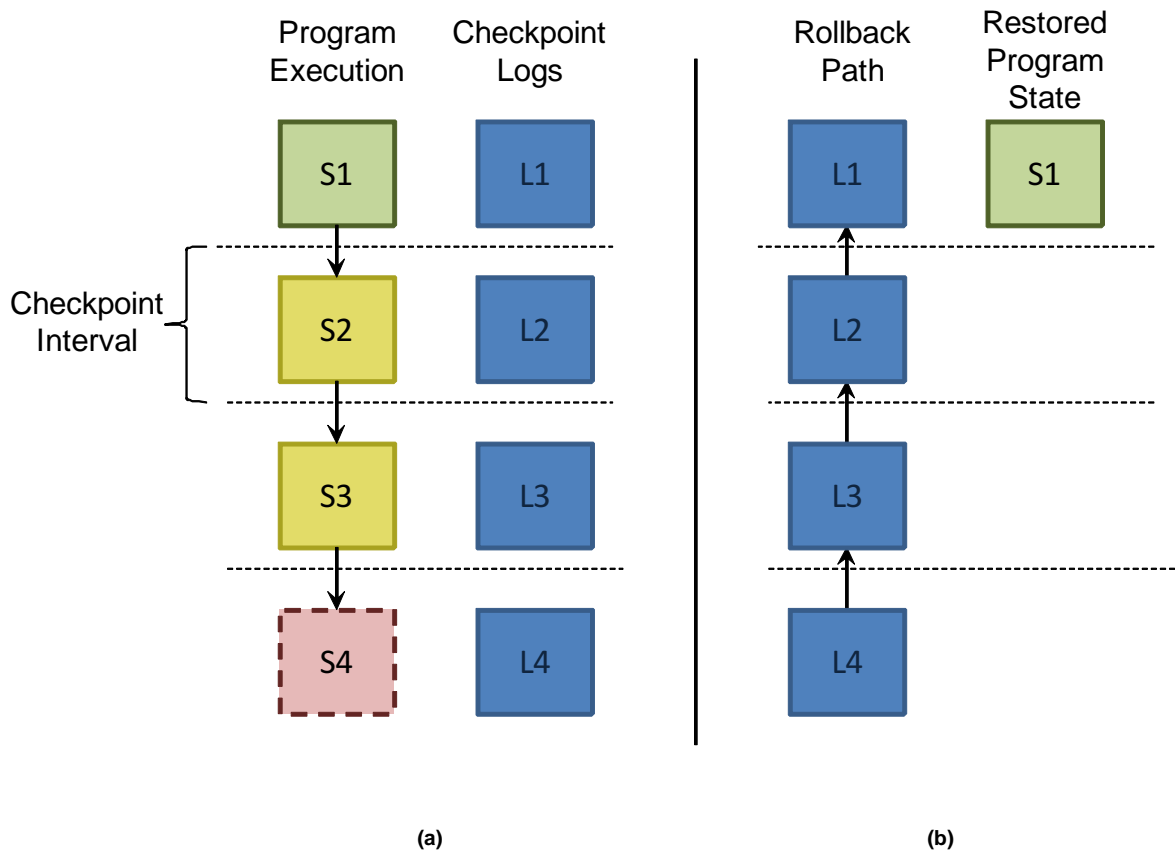 Program
Execution
Checkpoint
Logs
Rollback
Path
Restored
Program
State
S1
L1
L1
S1
Checkpoint
Interval
S2
L2
L2
S3
L3
L3
S4
L4
L4
(a)
(b)